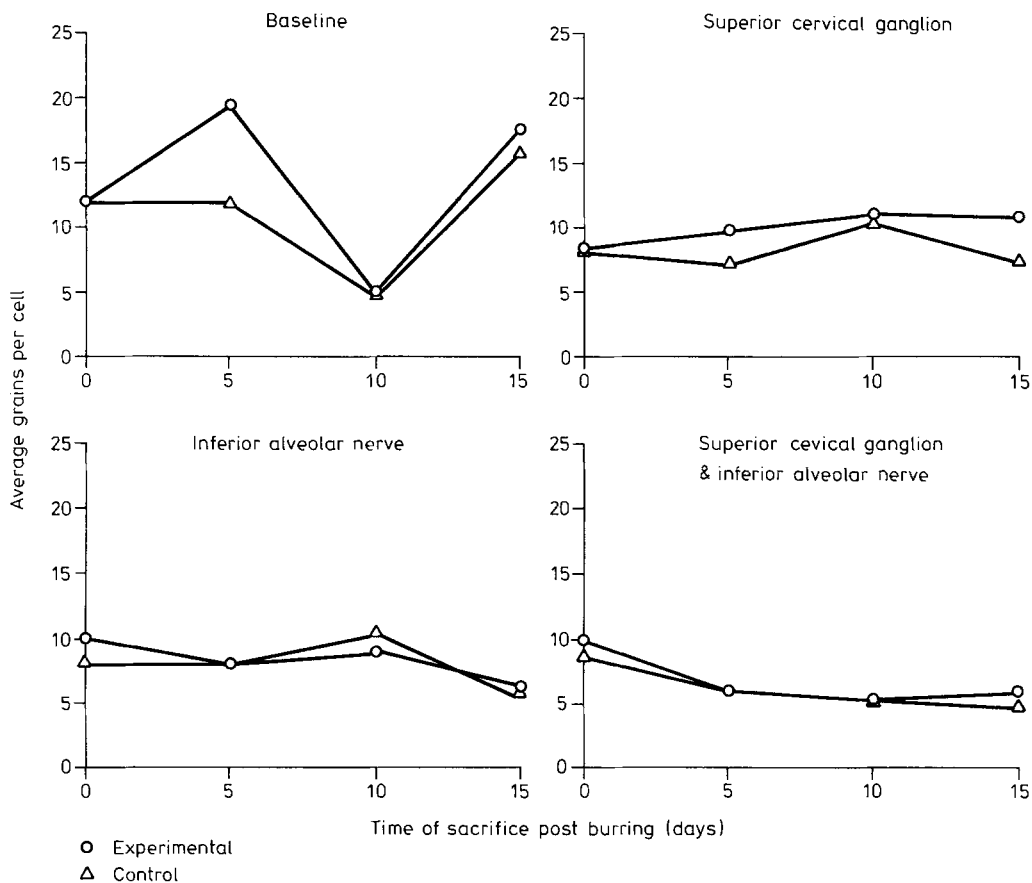 Baseline
25
20
15
10
5
0
0 5 10 15
Superior cervical ganglion
25
20
15
10
5
0
0 5 10 15
Average grains per cell
Inferior alveolar nerve
25
20
15
10
5
0
0 5 10 15
Superior cevical ganglion
& inferior alveolar nerve
25
20
15
10
5
0
0 5 10 15
Time of sacrifice post burring (days)
Experimental
Control